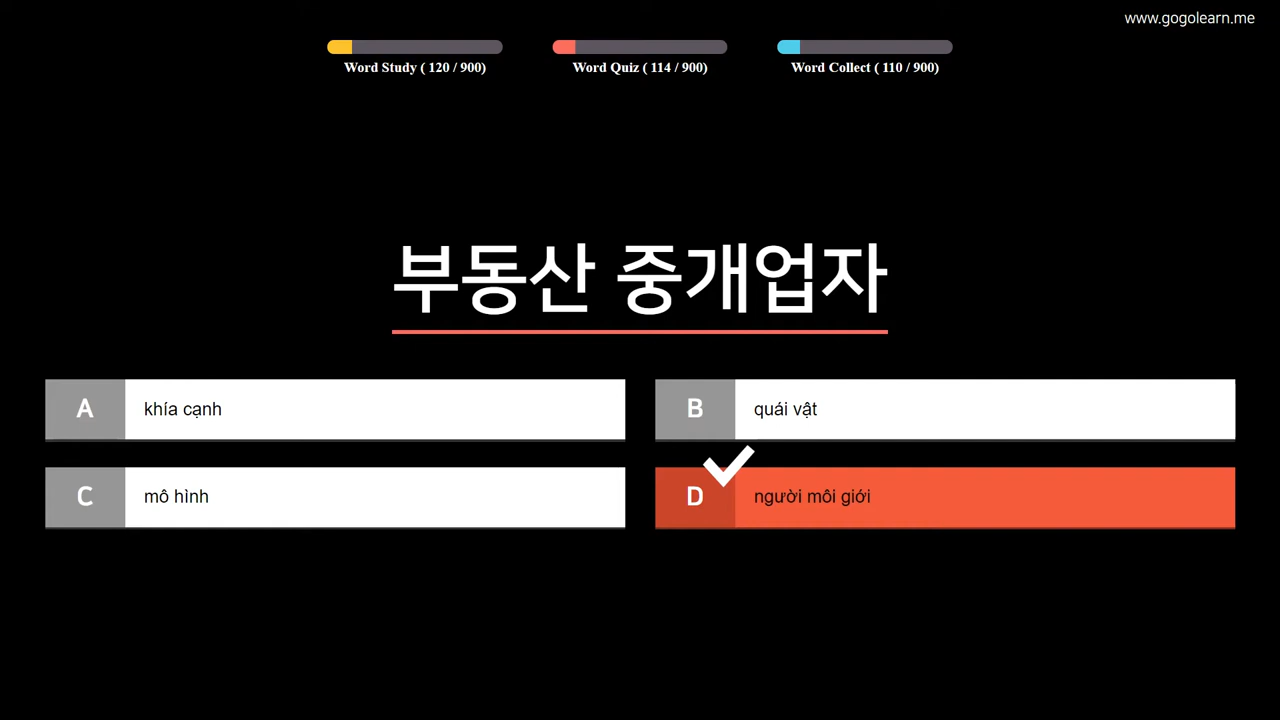 www.gogolearn.me
Word Study ( 120 / 900)
Word Quiz ( 114 / 900)
Word Collect ( 110 / 900)
부동산 중개업자
A khía cạnh
B quái vật
C mô hình
D người môi giới